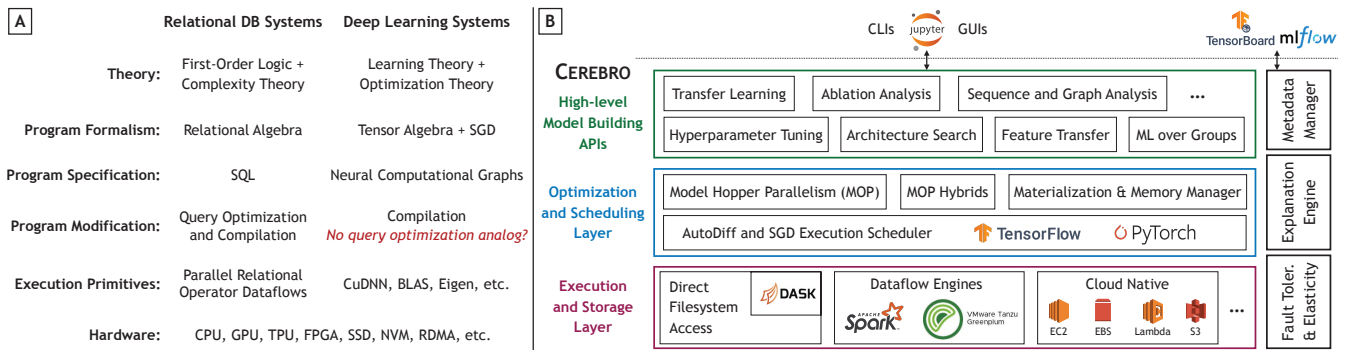 A
Relational DB Systems
Deep Learning Systems
Theory:
First-Order Logic +
Complexity Theory
Learning Theory +
Optimization Theory
Program Formalism:
Relational Algebra
Tensor Algebra + SGD
Program Specification:
SQL
Neural Computational Graphs
Program Modification:
Query Optimization
and Compilation
Compilation
No query optimization analog?
Execution Primitives:
Parallel Relational
Operator Dataflows
CuDNN, BLAS, Eigen, etc.
Hardware:
CPU, GPU, TPU, FPGA, SSD, NVM, RDMA, etc.
B
CLIs
jupyter
GUIs
TensorBoard
mlflow
CEREBRO
High-level
Model Building
APIs
Transfer Learning
Ablation Analysis
Sequence and Graph Analysis
...
Hyperparameter Tuning
Architecture Search
Feature Transfer
ML over Groups
Metadata
Manager
Optimization
and Scheduling
Layer
Model Hopper Parallelism (MOP)
MOP Hybrids
Materialization & Memory Manager
AutoDiff and SGD Execution Scheduler
TensorFlow
PyTorch
Explanation
Engine
Execution
and Storage
Layer
Direct
Filesystem
Access
DASK
Dataflow Engines
APACHE
Spark
VMware Tanzu
Greenplum
Cloud Native
EC2
EBS
Lambda
S3
...
Fault Toler.
& Elasticity